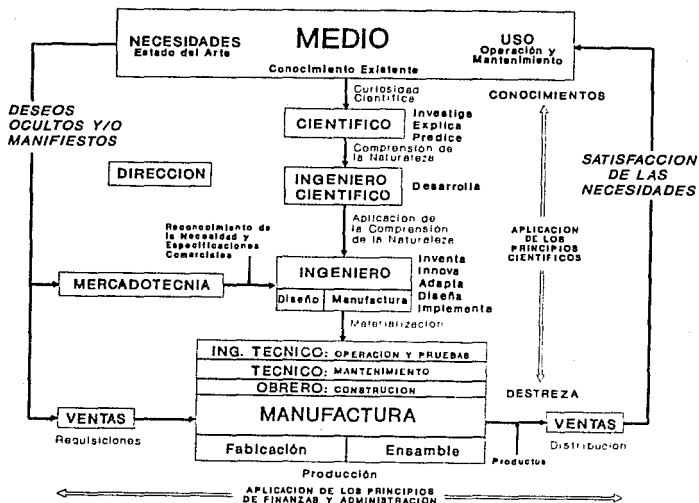 NECESIDADES
Estado del Arte
MEDIO
USO
Operación y
Mantenimiento
Conocimiento Existente
Curiosidad
Científica
CONOCIMIENTOS
DESEOS
OCULTOS Y/O
MANIFIESTOS
CIENTIFICO
Investiga
Explica
Predice
Comprensión de
la Naturaleza
SATISFACCION
DE LAS
NECESIDADES
DIRECCION
INGENIERO
CIENTIFICO
Desarrolla
Aplicación de
la Comprensión
de la Naturaleza
APLICACION
DE LOS
PRINCIPIOS
CIENTIFICOS
Reconocimiento de
la Necesidad y
Especificaciones
Comerciales
MERCADOTECNIA
INGENIERO
Diseño
Manufactura
Inventa
Innova
Adapta
Diseña
Implementa
Materialización
ING. TECNICO: OPERACION Y PRUEBAS
TECNICO: MANTENIMIENTO
OBRERO: CONSTRUCION
DESTREZA
VENTAS
Requisiciones
MANUFACTURA
Fabicación
Ensamble
VENTAS
Distribución
Productos
Producción
APLICACION DE LOS PRINCIPIOS
DE FINANZAS Y ADMINISTRACION